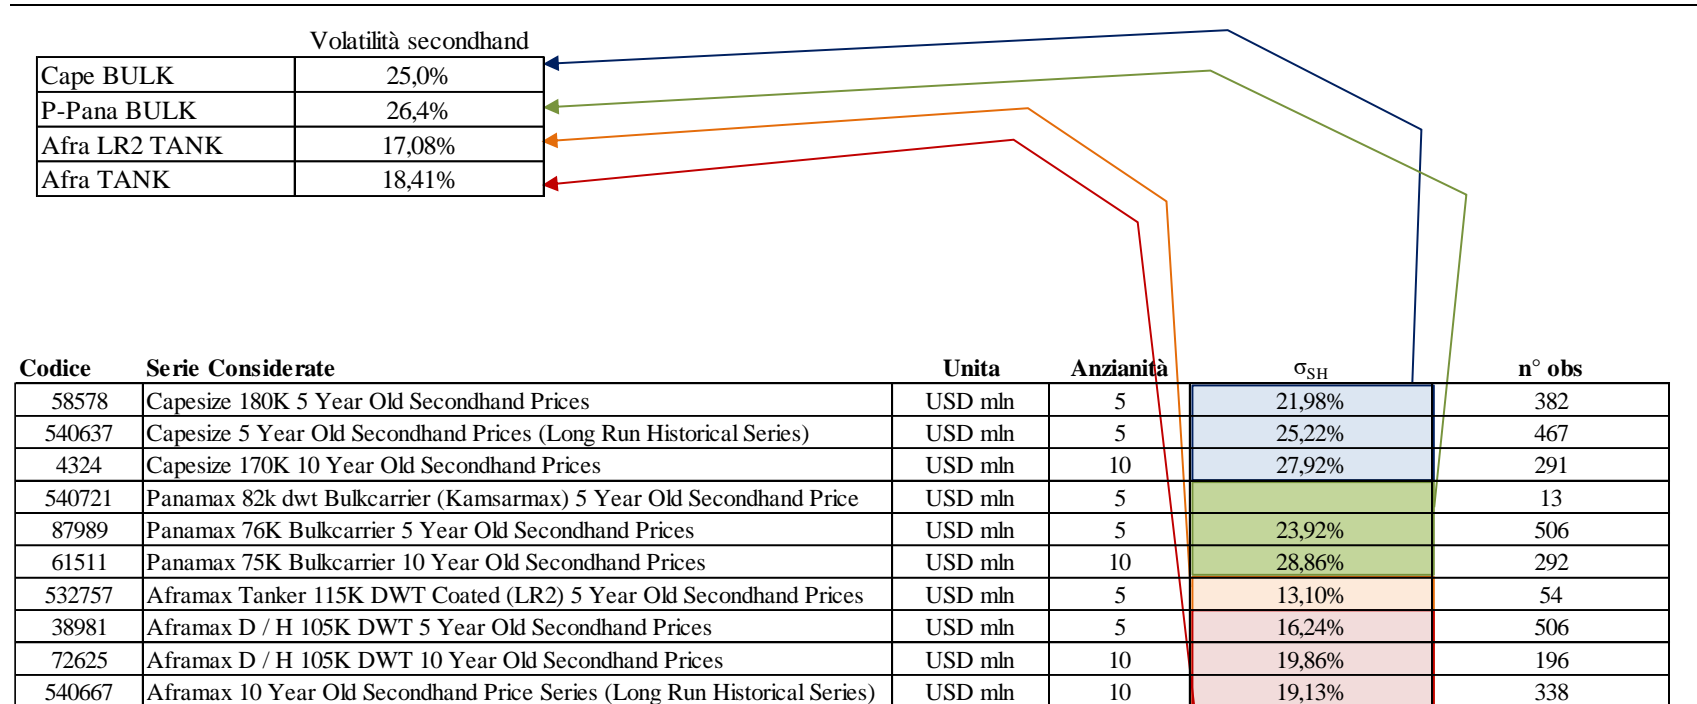 Volatilità secondhand
Cape BULK 25,0%
P-Pana BULK 26,4%
Afra LR2 TANK 17,08%
Afra TANK 18,41%
Codice Serie Considerate Unita Anzianità σSH n° obs
58578 Capesize 180K 5 Year Old Secondhand Prices USD mln 5 21,98% 382
540637 Capesize 5 Year Old Secondhand Prices (Long Run Historical Series) USD mln 5 25,22% 467
4324 Capesize 170K 10 Year Old Secondhand Prices USD mln 10 27,92% 291
540721 Panamax 82k dwt Bulkcarrier (Kamsarmax) 5 Year Old Secondhand Price USD mln 5 13
87989 Panamax 76K Bulkcarrier 5 Year Old Secondhand Prices USD mln 5 23,92% 506
61511 Panamax 75K Bulkcarrier 10 Year Old Secondhand Prices USD mln 10 28,86% 292
532757 Aframax Tanker 115K DWT Coated (LR2) 5 Year Old Secondhand Prices USD mln 5 13,10% 54
38981 Aframax D / H 105K DWT 5 Year Old Secondhand Prices USD mln 5 16,24% 506
72625 Aframax D / H 105K DWT 10 Year Old Secondhand Prices USD mln 10 19,86% 196
540667 Aframax 10 Year Old Secondhand Price Series (Long Run Historical Series) USD mln 10 19,13% 338